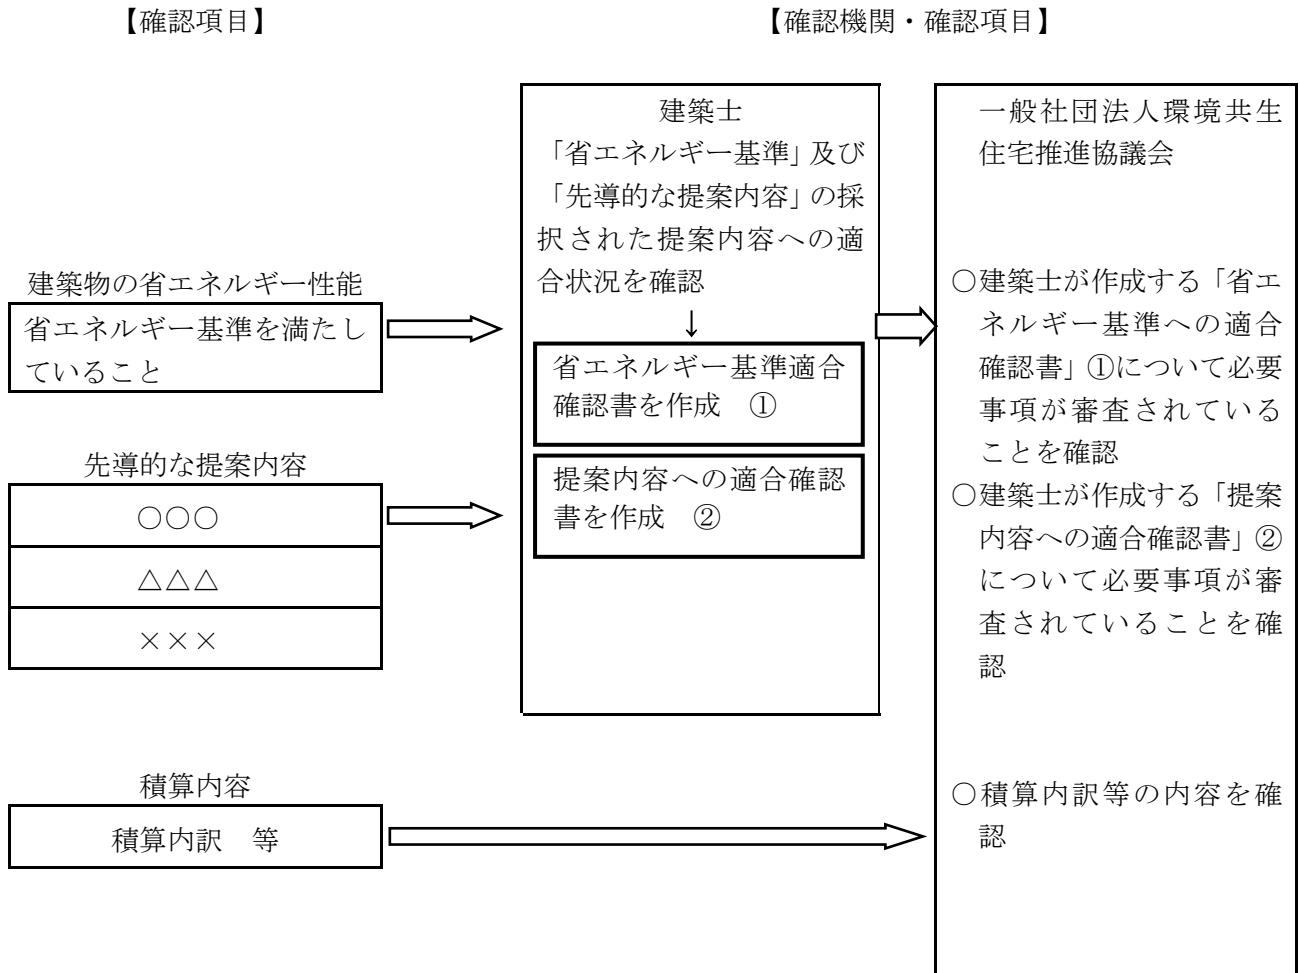 【確認項目】
【確認機関・確認項目】
建築物の省エネルギー性能
省エネルギー基準を満たし
ていること
先導的な提案内容
○○○
△△△
×××
積算内容
積算内訳　等
建築士
「省エネルギー基準」及び
「先導的な提案内容」の採
択された提案内容への適
合状況を確認
↓
省エネルギー基準適合
確認書を作成　①
提案内容への適合確認
書を作成　②
一般社団法人環境共生
住宅推進協議会
○建築士が作成する「省エ
ネルギー基準への適合
確認書」①について必要
事項が審査されている
ことを確認
○建築士が作成する「提案
内容への適合確認書」②
について必要事項が審
査されていることを確
認
○積算内訳等の内容を確
認